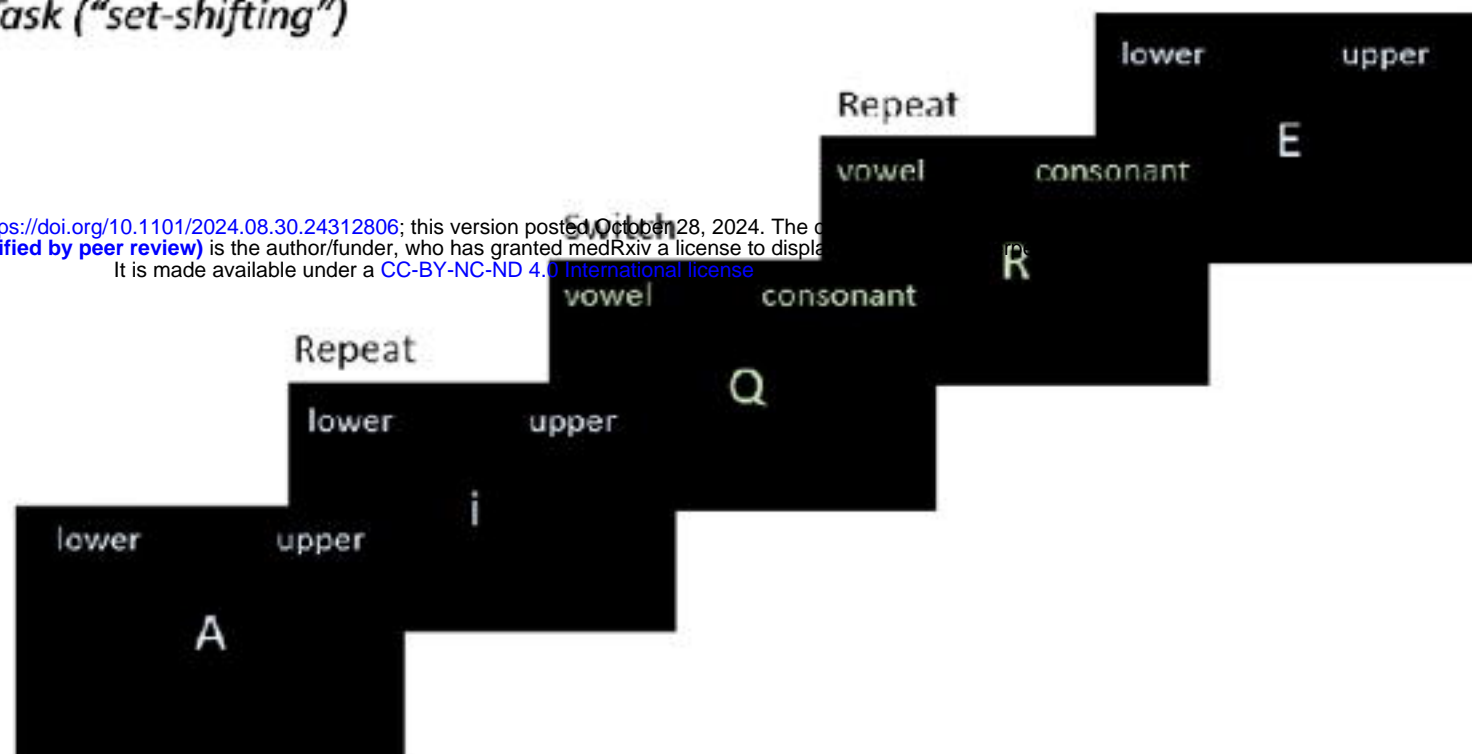 Task ("set-shifting")
lower upper
E
Repeat
vowel consonant
R
ps://doi.org/10.1101/2024.08.30.24312806; this version posted October 28, 2024. The
ified by peer review) is the author/funder, who has granted medRxiv a license to
It is made available under a CC-BY-NC-ND 4.0 International license
Switch
vowel consonant
Q
Repeat
lower upper
i
lower upper
A